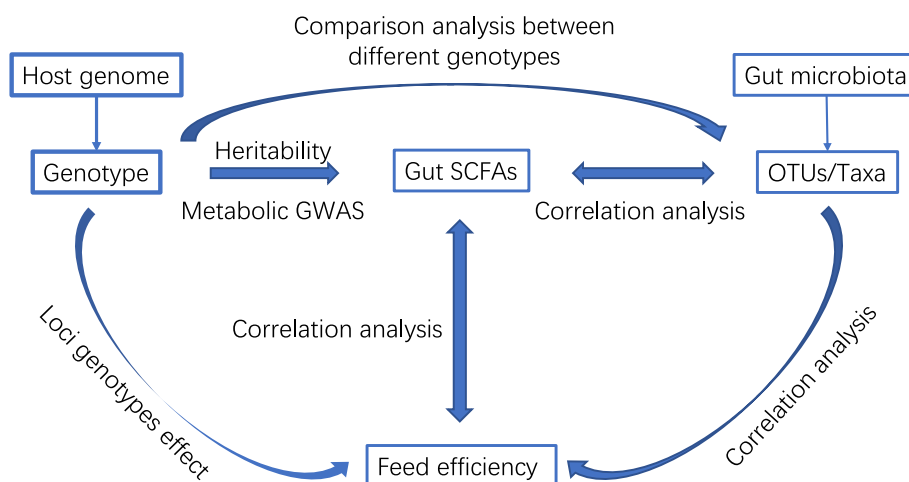 Comparison analysis between
different genotypes
Host genome
Gut microbiota
Heritability
Genotype
Gut SCFAs
OTUs/Taxa
Metabolic GWAS
Correlation analysis
Correlation analysis
Loci genotypes effect
Correlation analysis
Feed efficiency